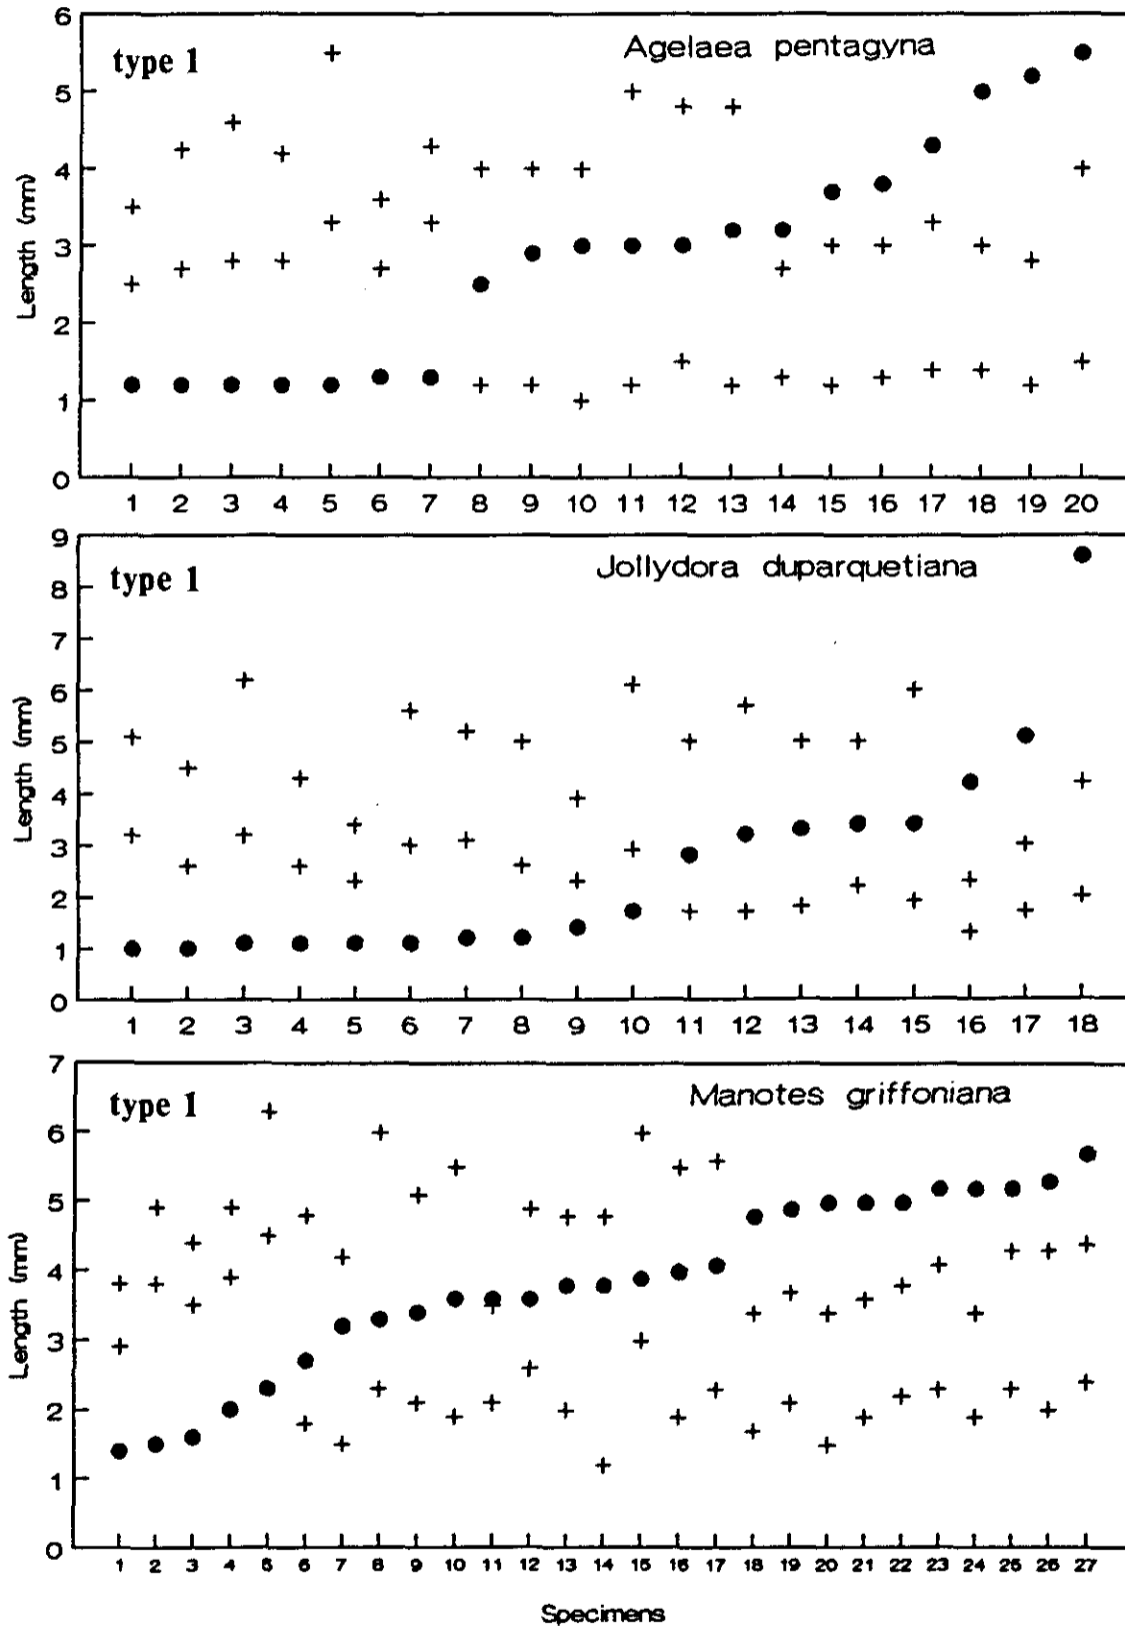 6
type 1
Agelaea pentagyna
5
4
3
2
1
0
Length (mm)
1 2 3 4 5 6 7 8 9 10 11 12 13 14 15 16 17 18 19 20
9
type 1
Jollydora duparquetiana
8
7
6
5
4
3
2
1
0
Length (mm)
1 2 3 4 5 6 7 8 9 10 11 12 13 14 15 16 17 18
7
type 1
Manotes griffoniana
6
5
4
3
2
1
0
Length (mm)
1 2 3 4 5 6 7 8 9 10 11 12 13 14 15 16 17 18 19 20 21 22 23 24 25 26 27
Specimens